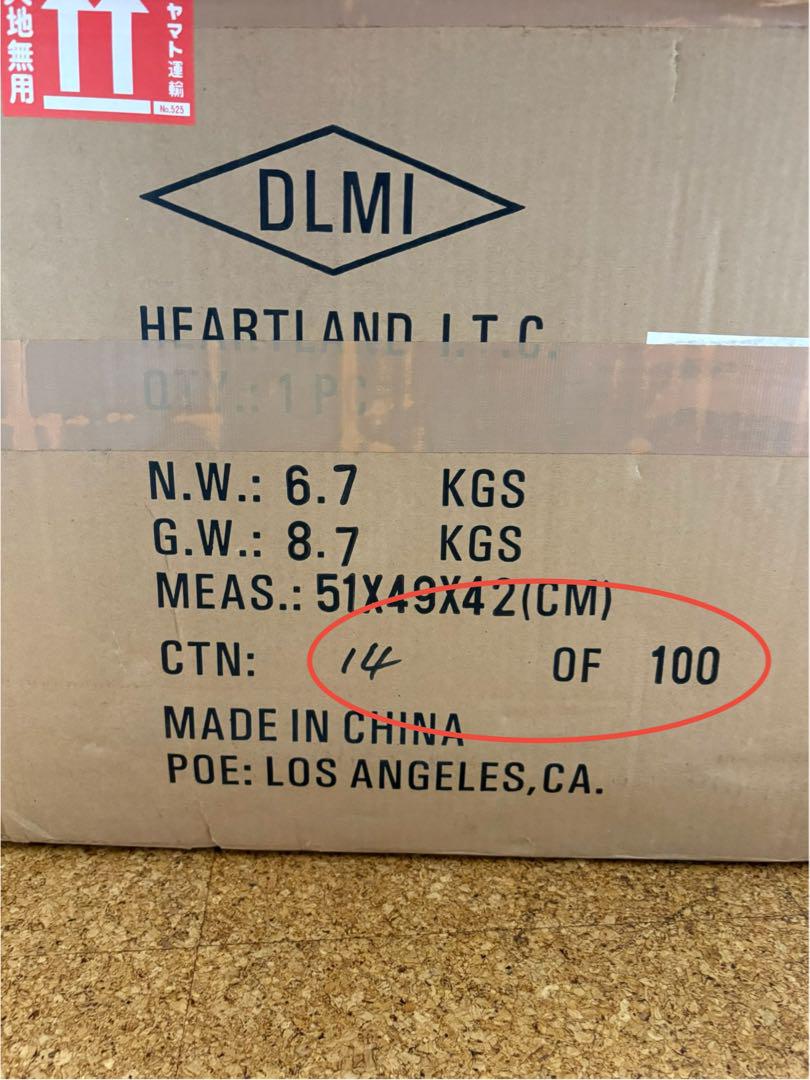 天地無用
ヤマト運輸
No.525
DLMI
HEARTLAND I.T.C.
QTY.: 1 PC
N.W.: 6.7 KGS
G.W.: 8.7 KGS
MEAS.: 51X49X42(CM)
CTN: 14 OF 100
MADE IN CHINA
POE: LOS ANGELES,CA.